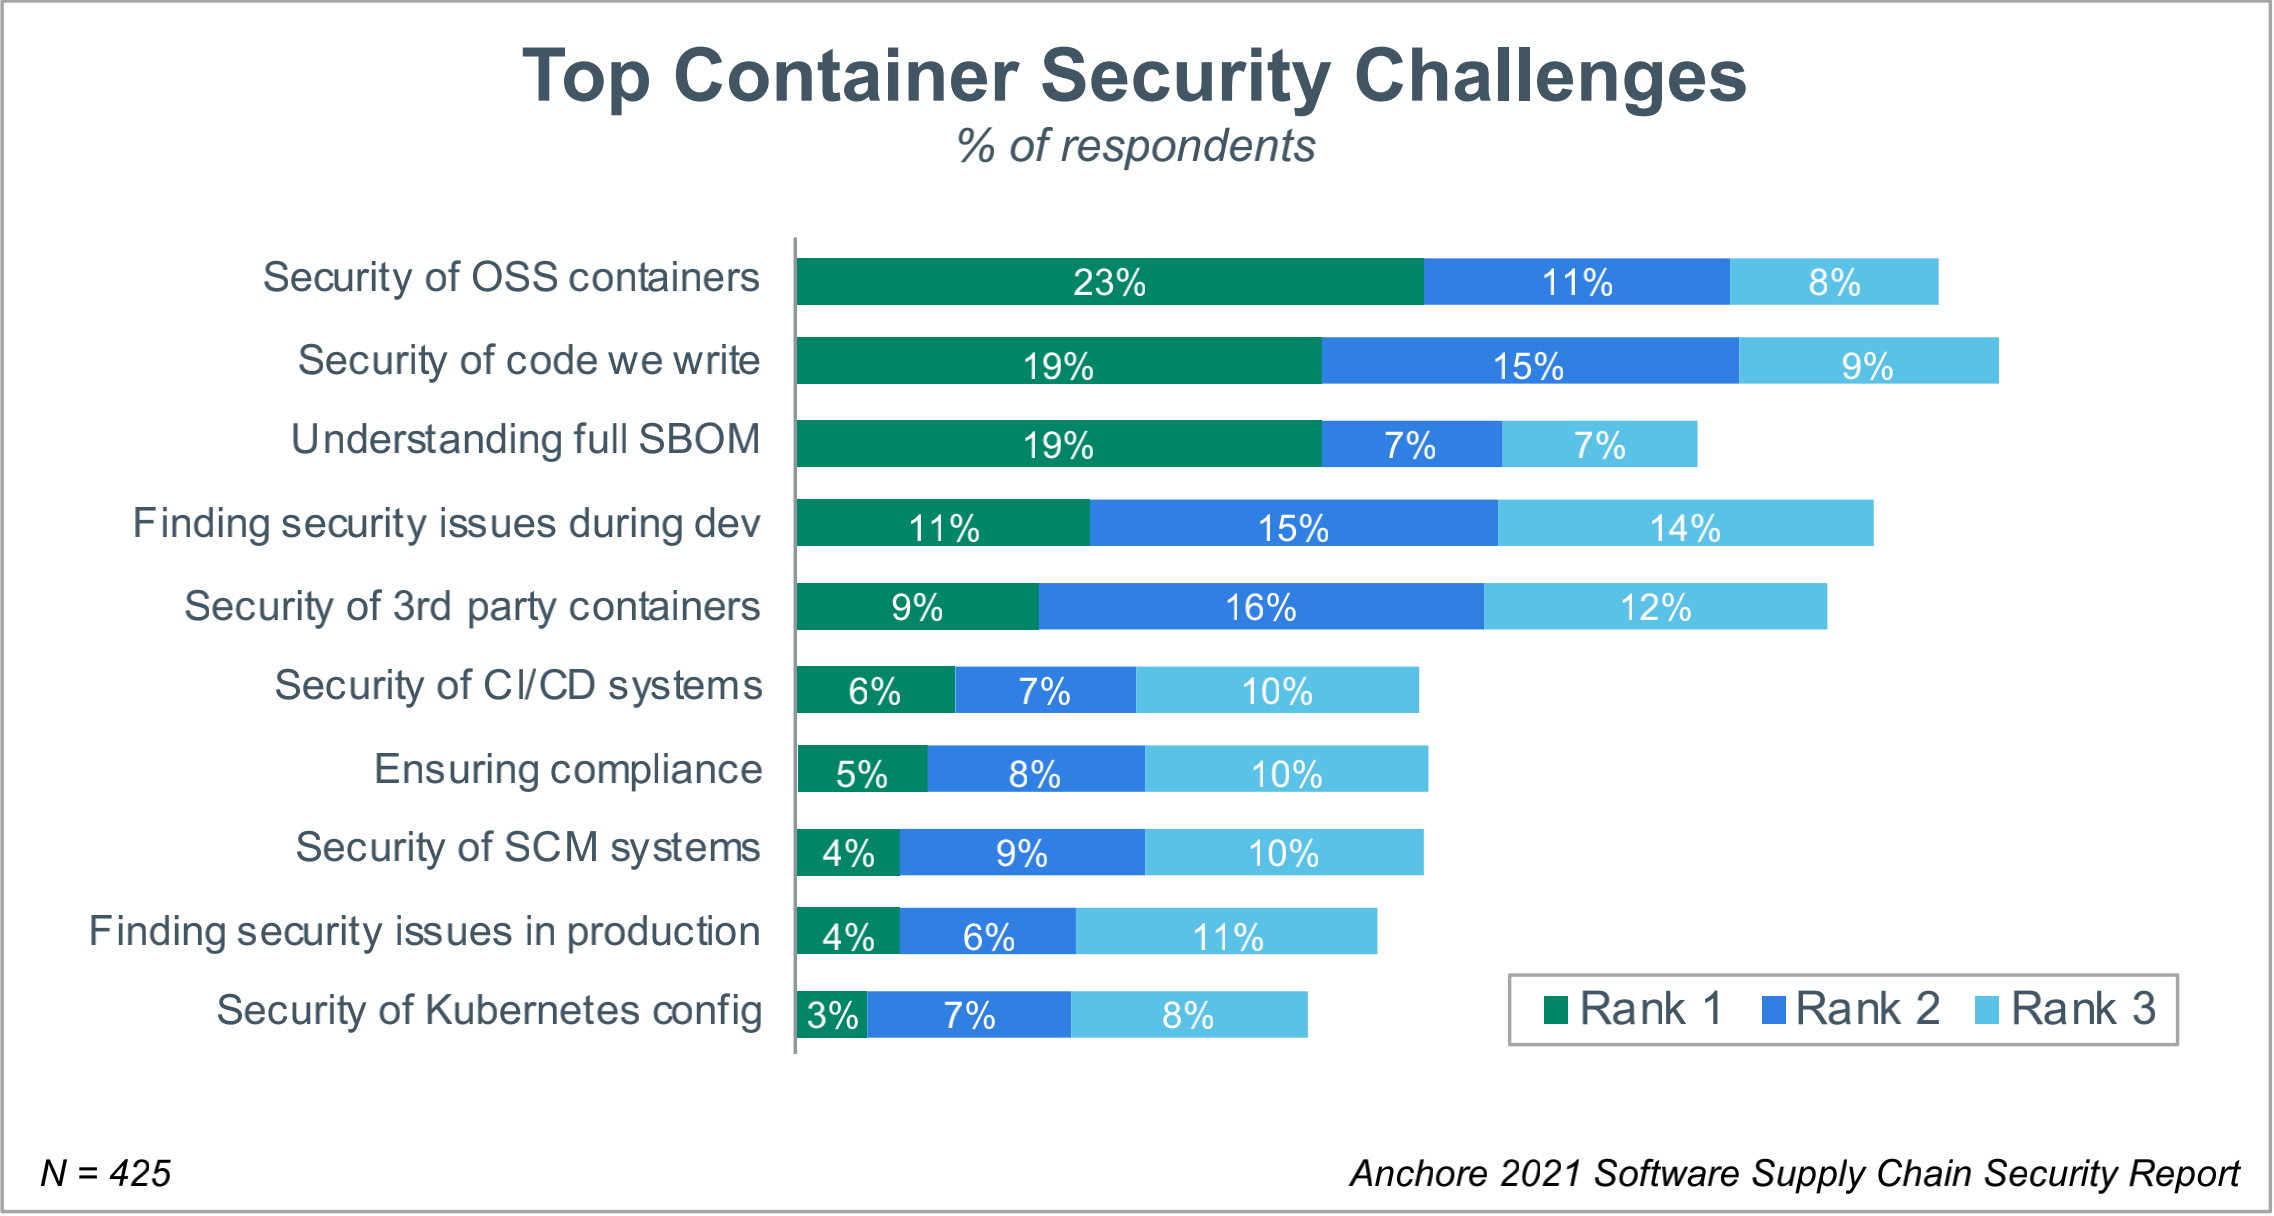 Top Container Security Challenges
% of respondents
Security of OSS containers 23% 11% 8%
Security of code we write 19% 15% 9%
Understanding full SBOM 19% 7% 7%
Finding security issues during dev 11% 15% 14%
Security of 3rd party containers 9% 16% 12%
Security of CI/CD systems 6% 7% 10%
Ensuring compliance 5% 8% 10%
Security of SCM systems 4% 9% 10%
Finding security issues in production 4% 6% 11%
Security of Kubernetes config 3% 7% 8%
Rank 1 Rank 2 Rank 3
N = 425
Anchore 2021 Software Supply Chain Security Report